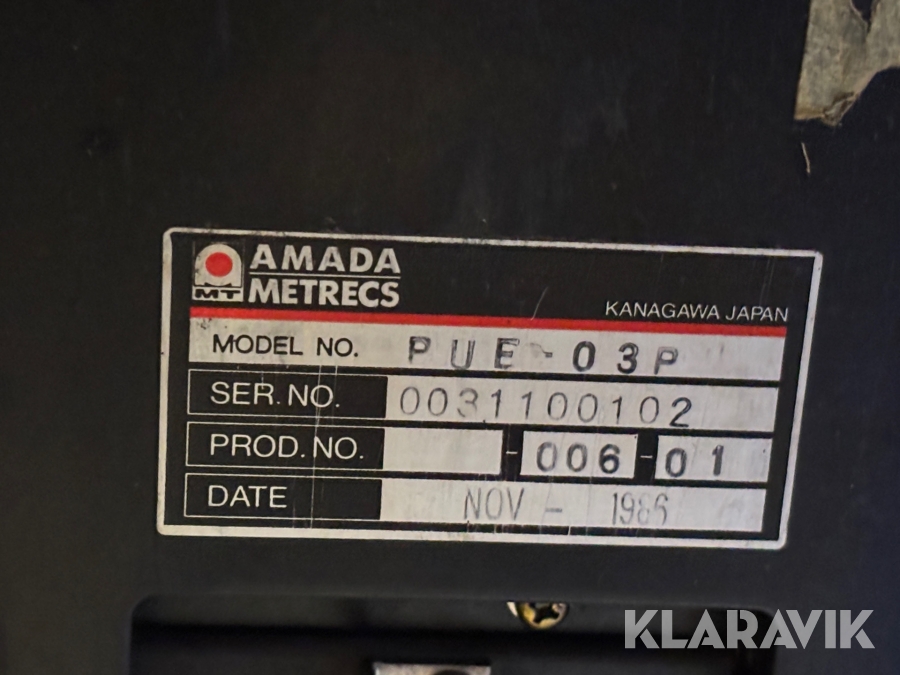 AMADA
MT METRECS
KANAGAWA JAPAN
MODEL NO. PUE-03P
SER. NO. 0031100102
PROD. NO. -006-01
DATE NOV - 1986
KLARAVIK